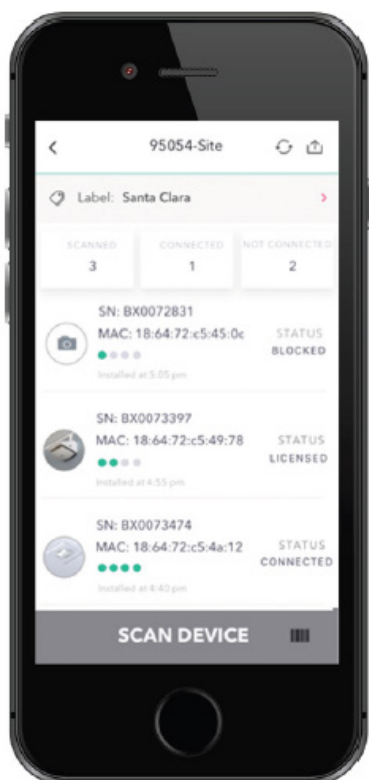 95054-Site
Label: Santa Clara
SCANNED CONNECTED NOT CONNECTED
3 1 2
SN: BX0072831
MAC: 18:64:72:c5:45:0c
STATUS
BLOCKED
Installed at 5:05 pm
SN: BX0073397
MAC: 18:64:72:c5:49:78
STATUS
LICENSED
Installed at 4:55 pm
SN: BX0073474
MAC: 18:64:72:c5:4a:12
STATUS
CONNECTED
Installed at 4:40 pm
SCAN DEVICE